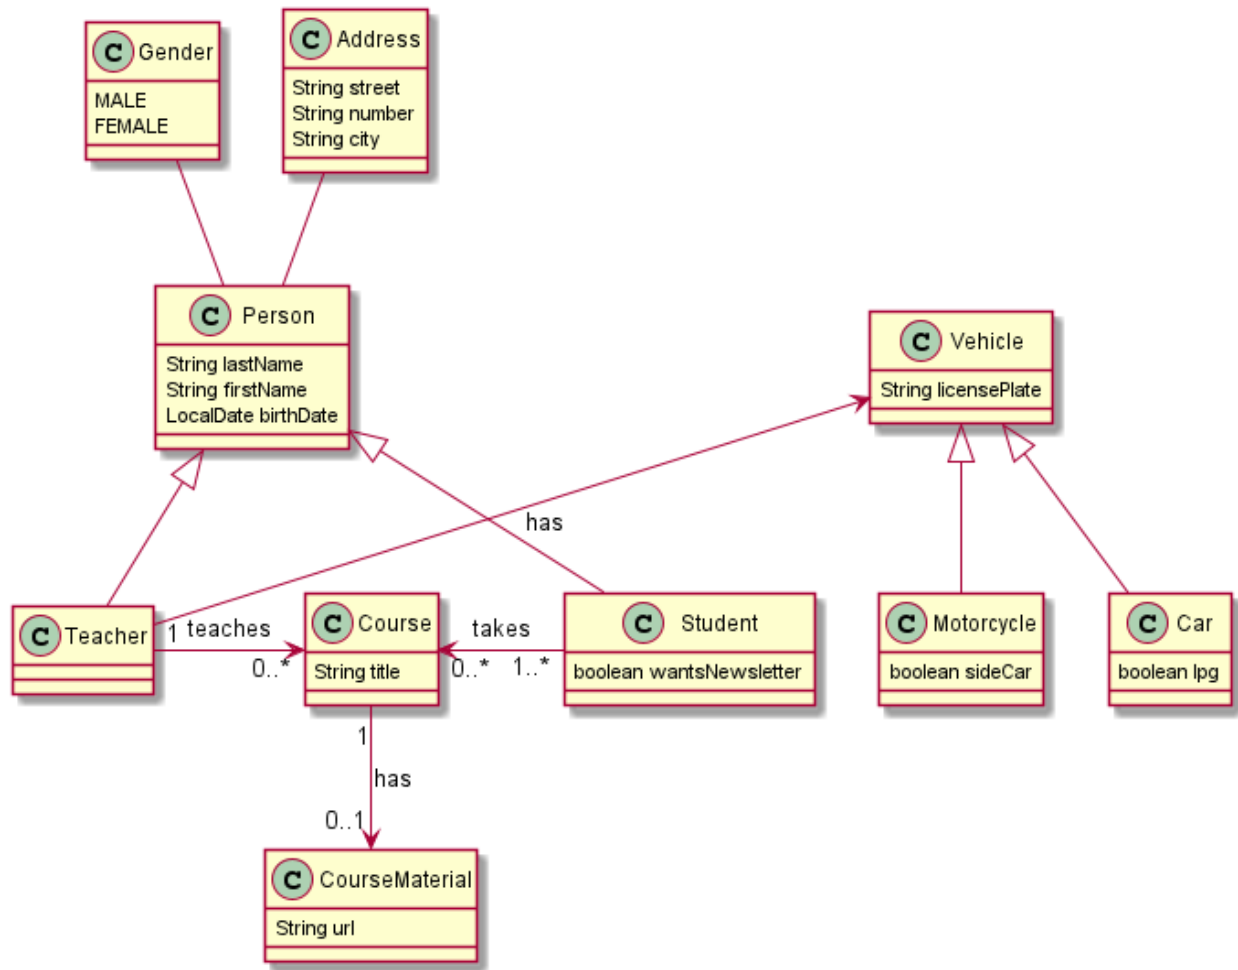 C Gender
MALE
FEMALE
C Address
String street
String number
String city
C Person
String lastName
String firstName
LocalDate birthDate
C Vehicle
String licensePlate
has
C Teacher
1 teaches
0..*
C Course
String title
takes
0..* 1..*
C Student
boolean wantsNewsletter
C Motorcycle
boolean sideCar
C Car
boolean lpg
1
has
0..1
C CourseMaterial
String url